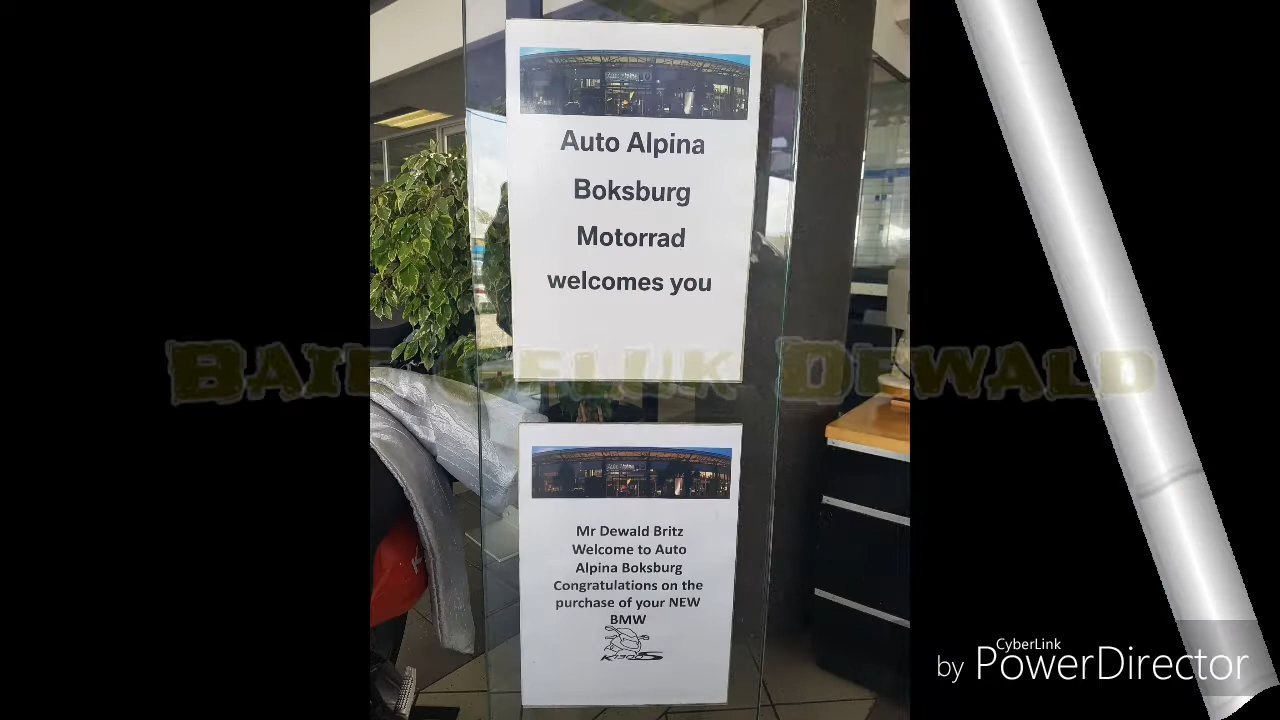 Auto Alpina
Boksburg
Motorrad
welcomes you
Mr Dewald Britz
Welcome to Auto
Alpina Boksburg
Congratulations on the
purchase of your NEW
BMW
CyberLink
by PowerDirector